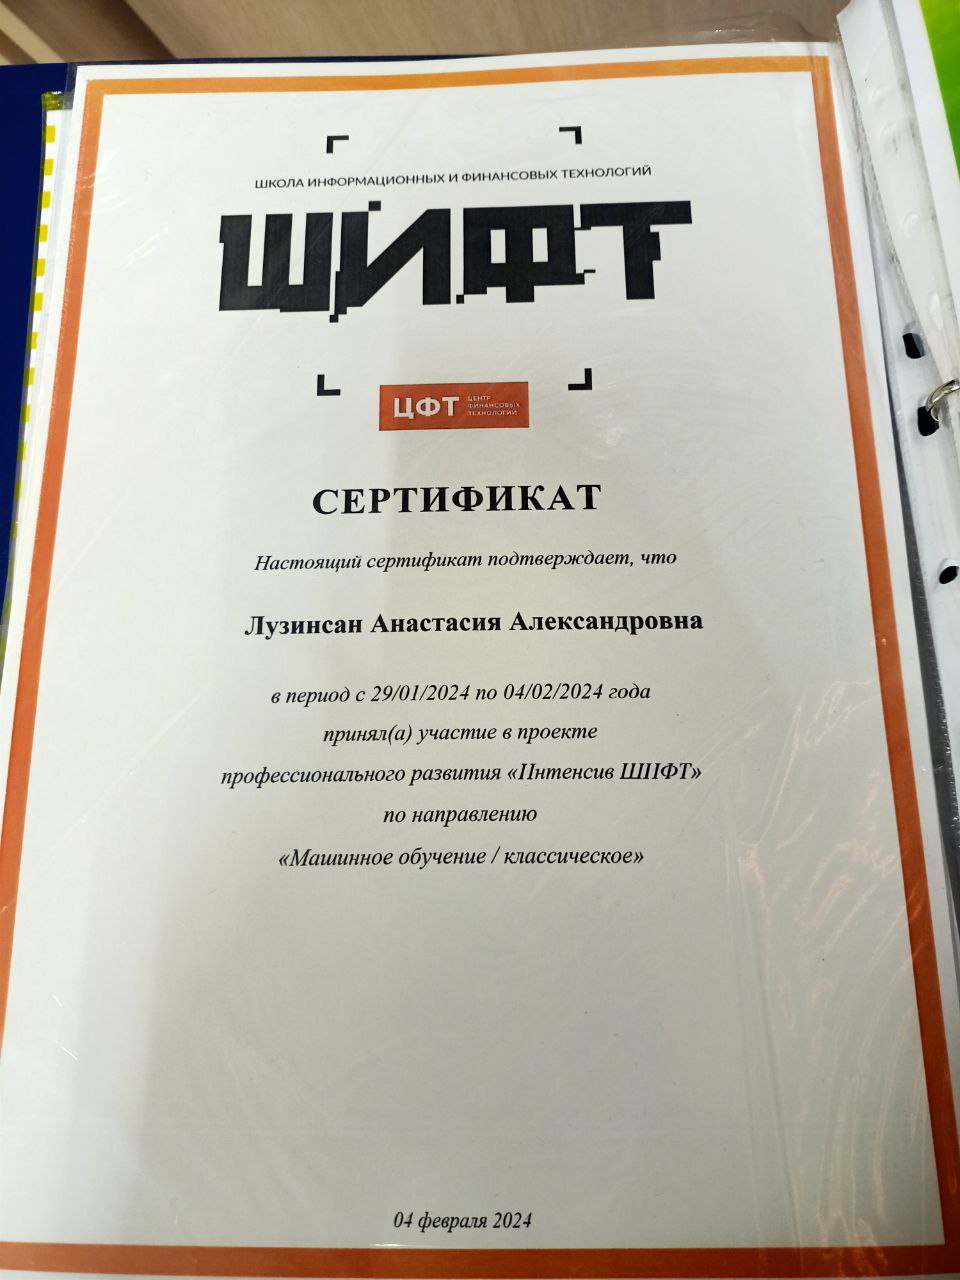 ШКОЛА ИНФОРМАЦИОННЫХ И ФИНАНСОВЫХ ТЕХНОЛОГИЙ
ШИФТ
ЦФТ ЦЕНТР
ФИНАНСОВЫХ
ТЕХНОЛОГИЙ
СЕРТИФИКАТ
Настоящий сертификат подтверждает, что
Лузинсан Анастасия Александровна
в период с 29/01/2024 по 04/02/2024 года
принял(а) участие в проекте
профессионального развития «Интенсив ШИФТ»
по направлению
«Машинное обучение / классическое»
04 февраля 2024